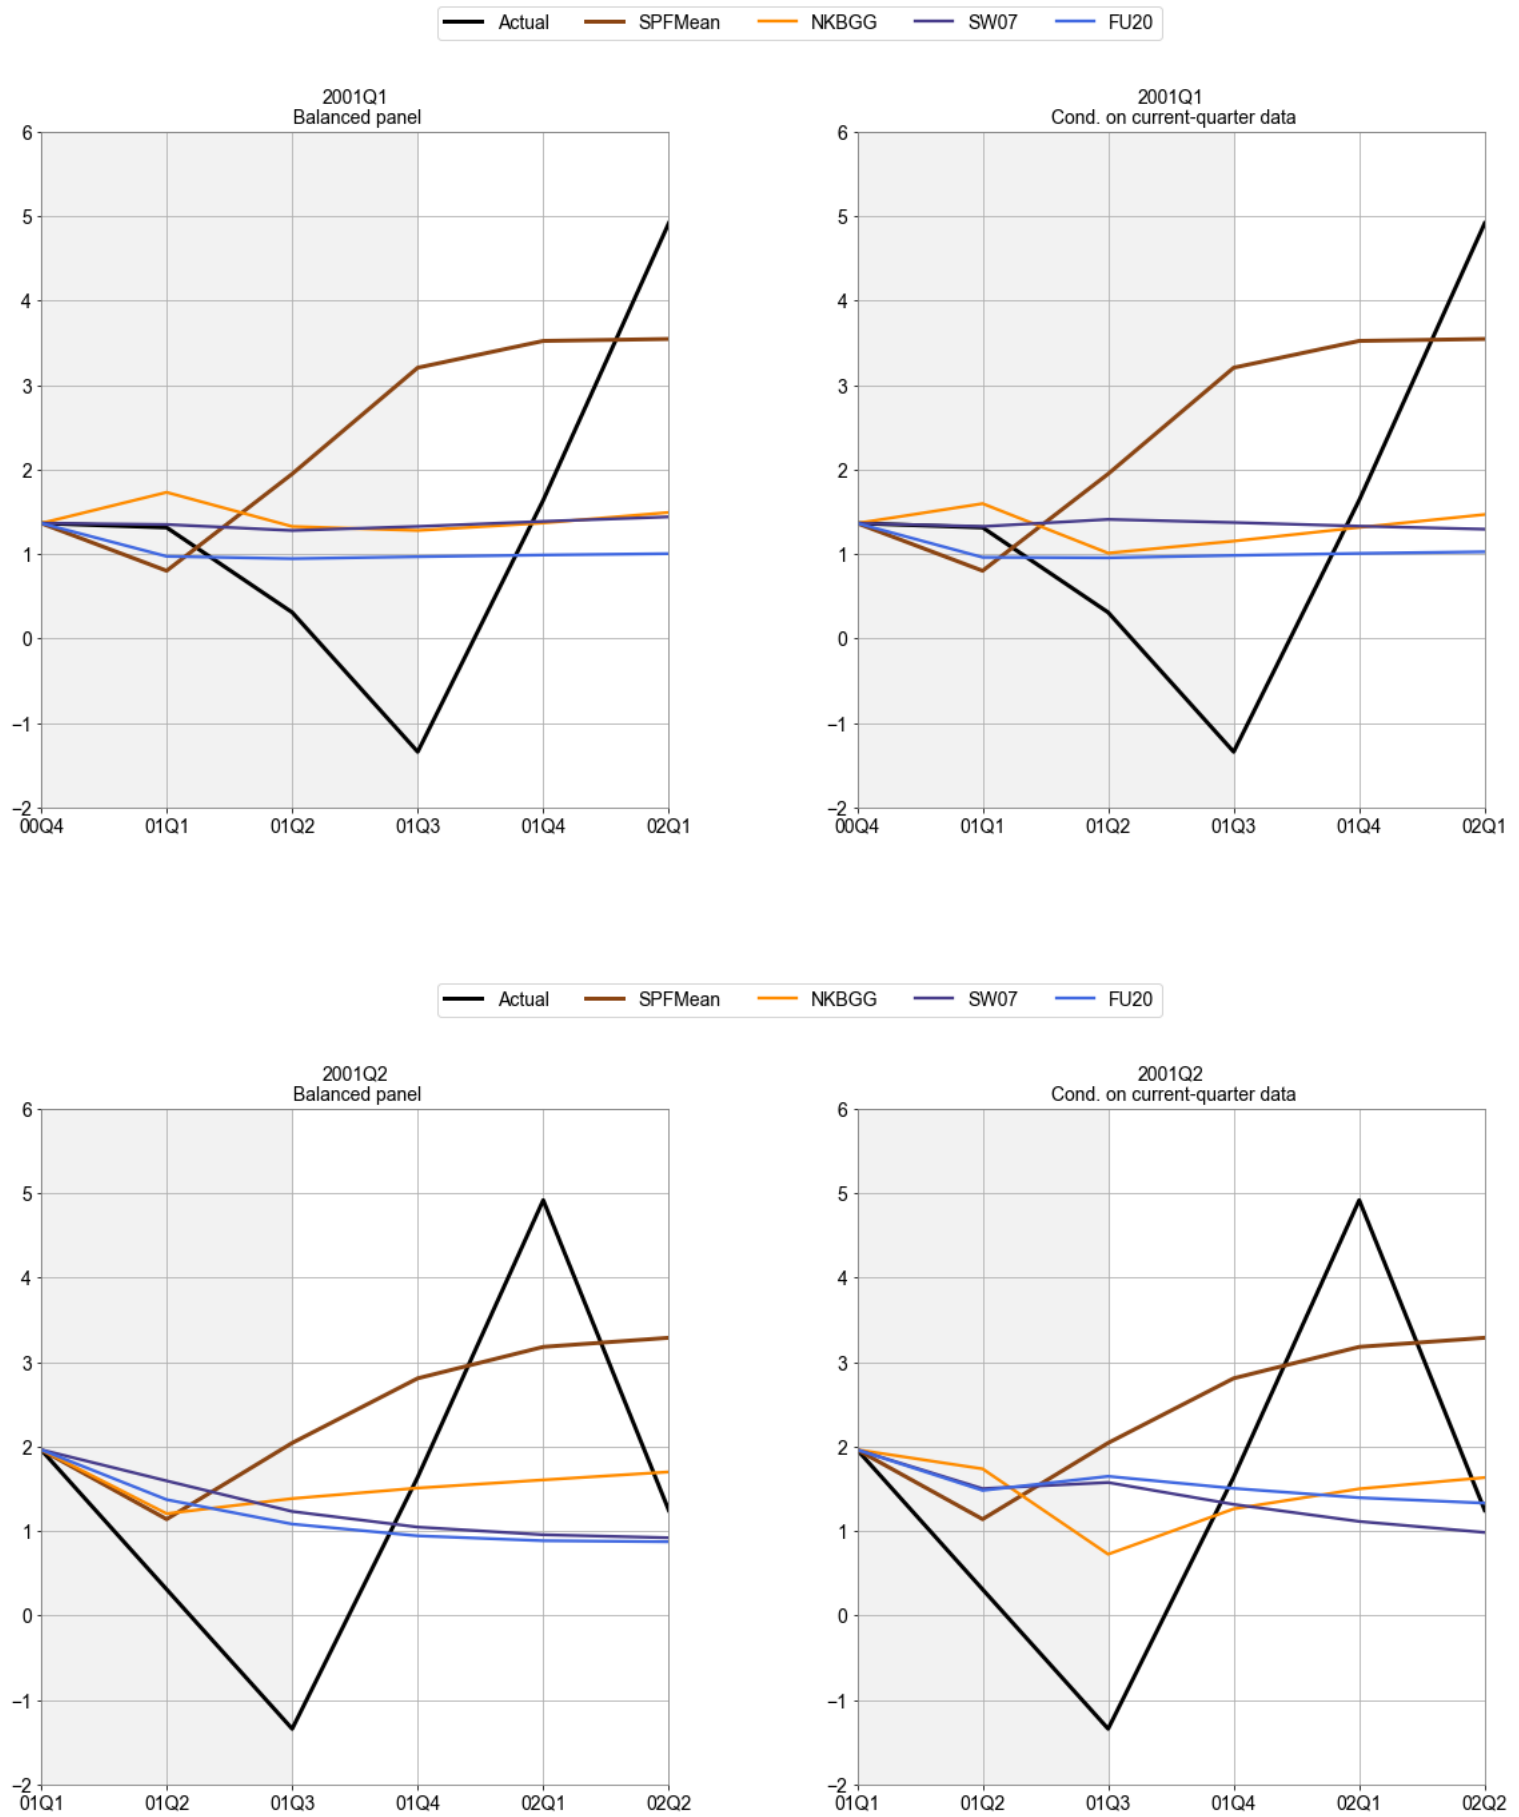 Actual SPFMean NKBGG SW07 FU20
2001Q1
Balanced panel
6
5
4
3
2
1
0
−1
−2
00Q4 01Q1 01Q2 01Q3 01Q4 02Q1
2001Q1
Cond. on current-quarter data
6
5
4
3
2
1
0
−1
−2
00Q4 01Q1 01Q2 01Q3 01Q4 02Q1
Actual SPFMean NKBGG SW07 FU20
2001Q2
Balanced panel
6
5
4
3
2
1
0
−1
−2
01Q1 01Q2 01Q3 01Q4 02Q1 02Q2
2001Q2
Cond. on current-quarter data
6
5
4
3
2
1
0
−1
−2
01Q1 01Q2 01Q3 01Q4 02Q1 02Q2